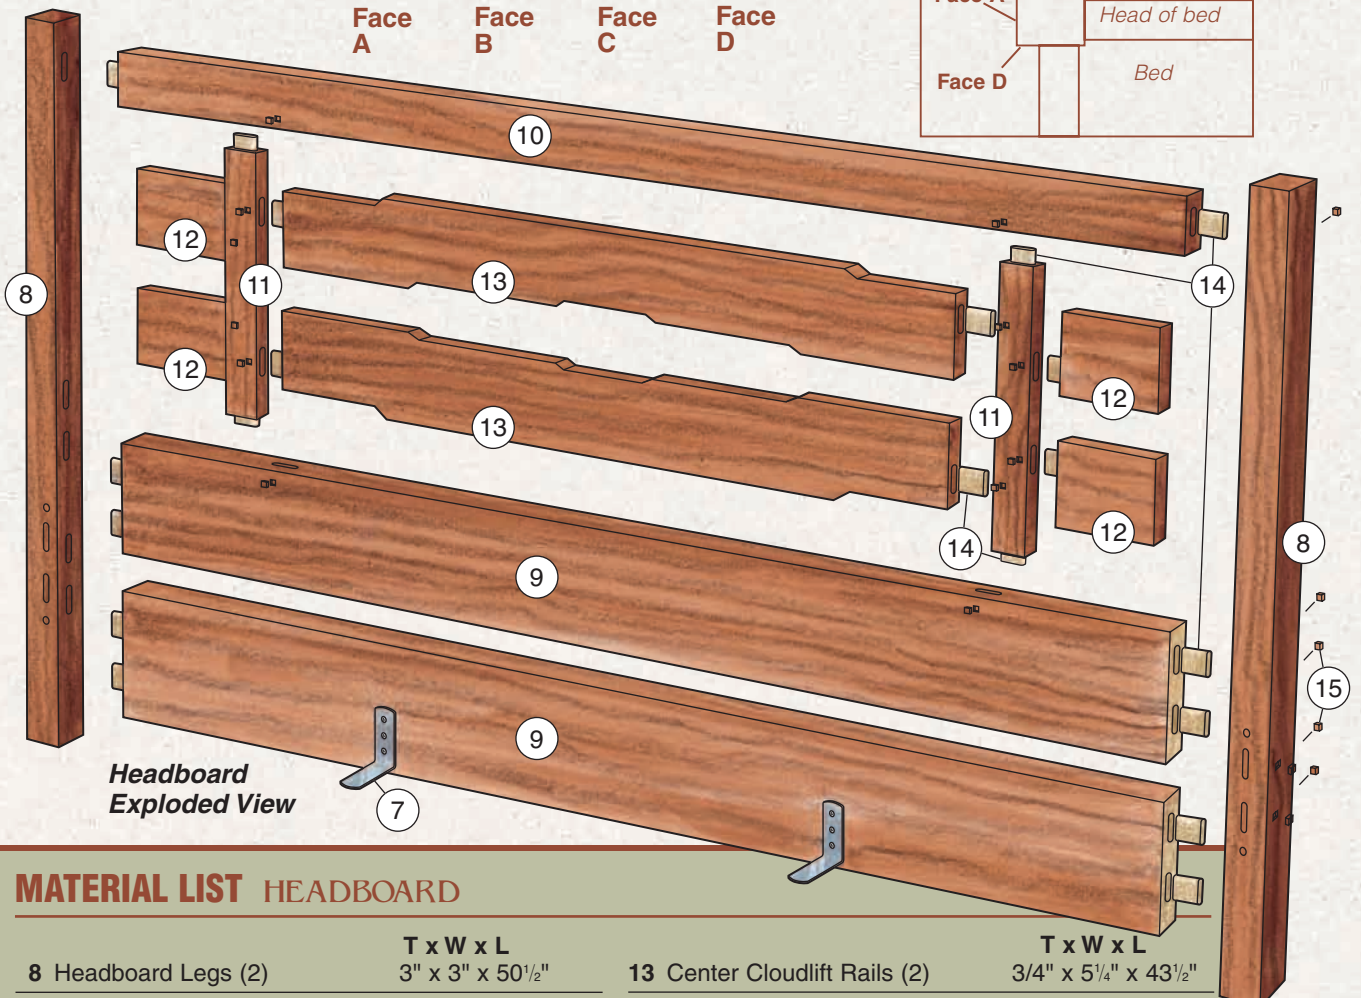 Face A
Face B
Face C
Face D
Head of bed
Bed
Face D
10
8
12
11
13
14
12
12
13
11
12
14
8
9
15
9
7
Headboard
Exploded View
MATERIAL LIST HEADBOARD
T x W x L
T x W x L
8 Headboard Legs (2) 3" x 3" x 50½"
13 Center Cloudlift Rails (2) 3/4" x 5¼" x 43½"